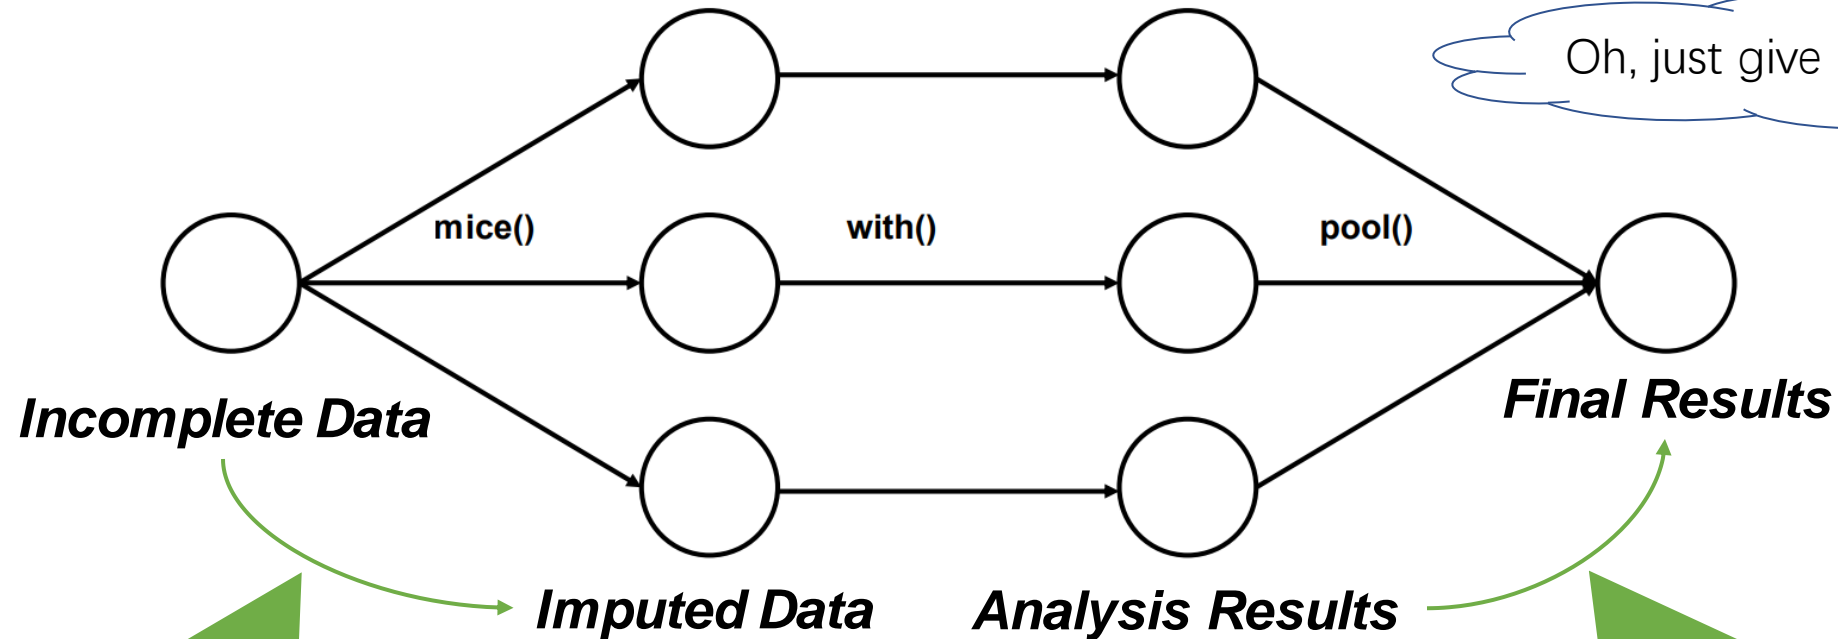 Oh, just give
mice()
with()
pool()
Incomplete Data
Final Results
Imputed Data
Analysis Results